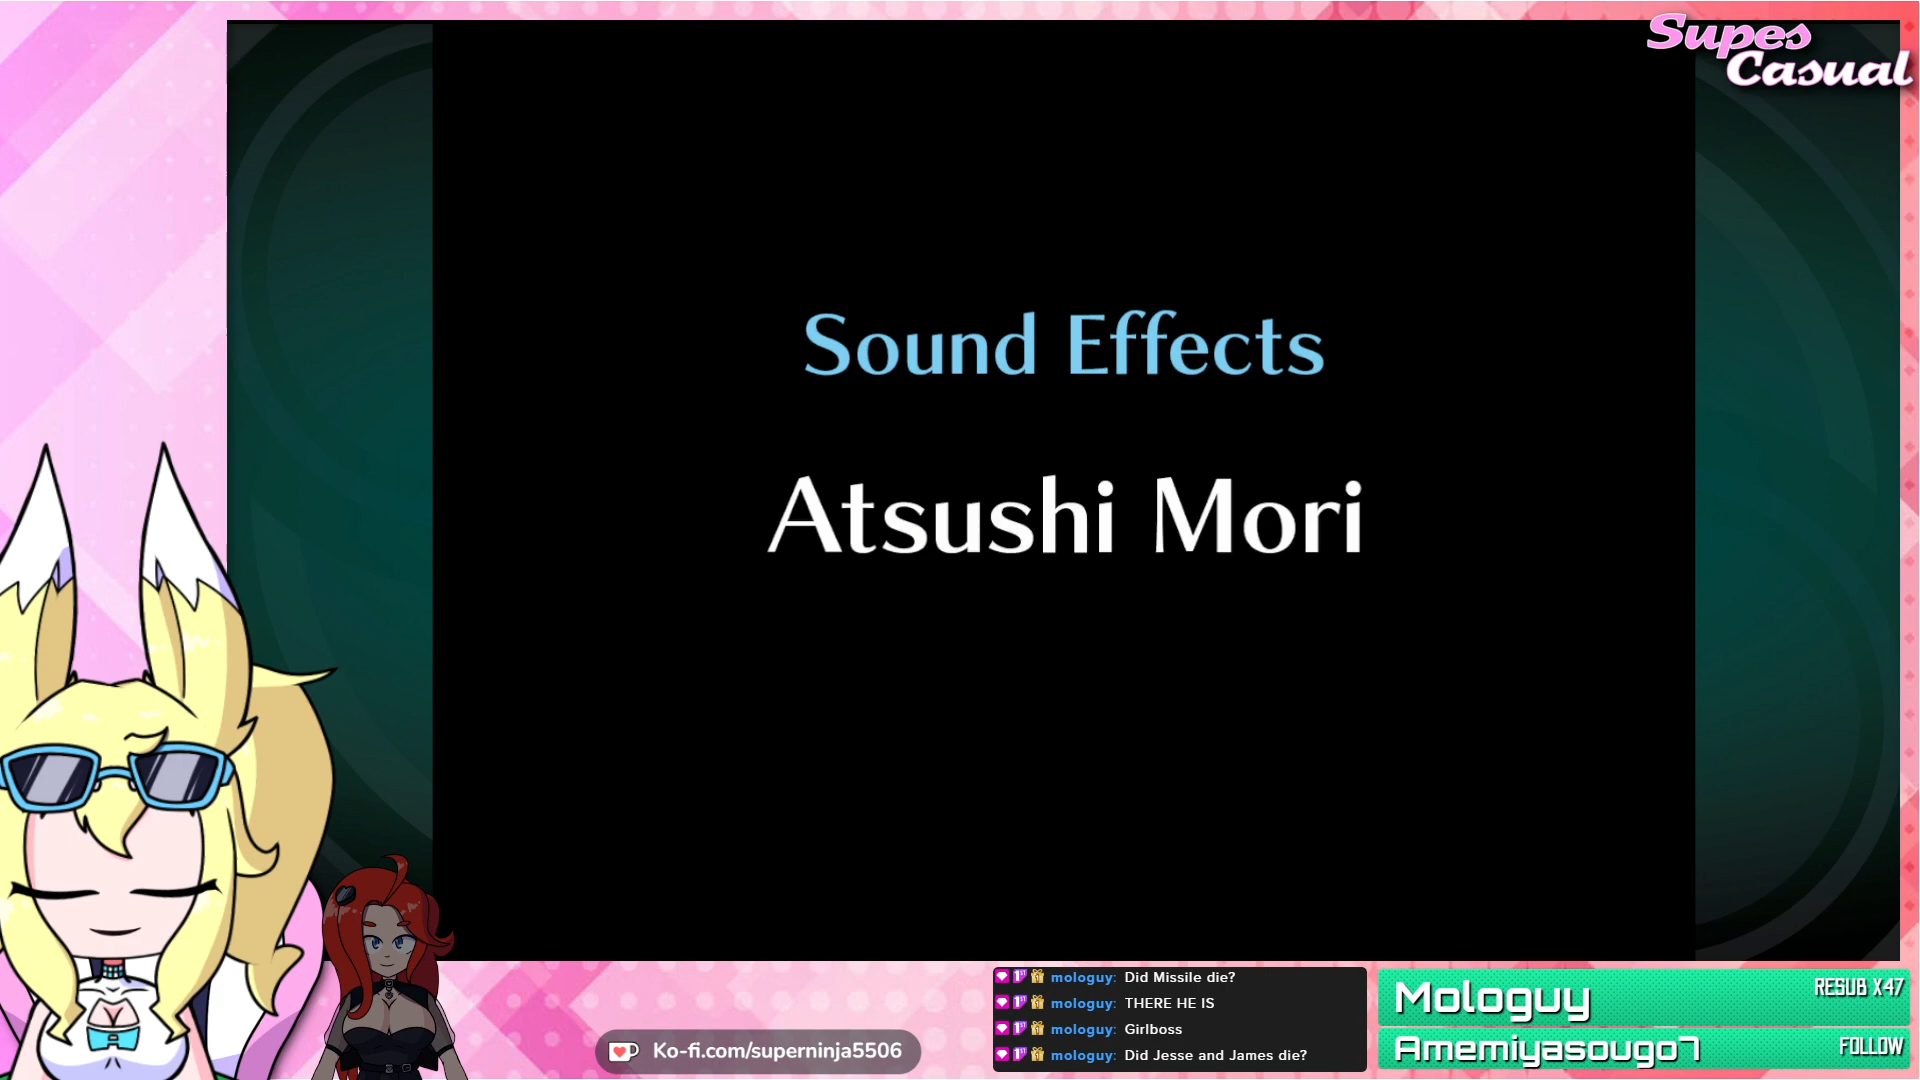 Supes
Casual
Sound Effects
Atsushi Mori
mologuy: Did Missile die?
mologuy: THERE HE IS
mologuy: Girlboss
mologuy: Did Jesse and James die?
Ko-fi.com/superninja5506
Mologuy RESUB X47
Amemiyasougo7 FOLLOW